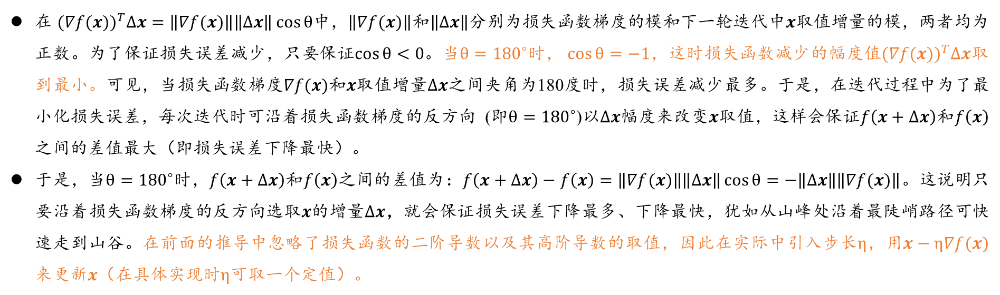 ● 在 (∇f(x))ᵀΔx = ‖∇f(x)‖‖Δx‖ cos θ中，‖∇f(x)‖和‖Δx‖分别为损失函数梯度的模和下一轮迭代中x取值增量的模，两者均为
正数。为了保证损失误差减少，只要保证cos θ < 0。当θ = 180°时， cos θ = −1，这时损失函数减少的幅度值(∇f(x))ᵀΔx取
到最小。可见，当损失函数梯度∇f(x)和x取值增量Δx之间夹角为180度时，损失误差减少最多。于是，在迭代过程中为了最
小化损失误差，每次迭代时可沿着损失函数梯度的反方向 (即θ = 180°)以Δx幅度来改变x取值，这样会保证f(x + Δx)和f(x)
之间的差值最大（即损失误差下降最快）。
● 于是，当θ = 180°时，f(x + Δx)和f(x)之间的差值为：f(x + Δx) − f(x) = ‖∇f(x)‖‖Δx‖ cos θ = −‖Δx‖‖∇f(x)‖。这说明只
要沿着损失函数梯度的反方向选取x的增量Δx，就会保证损失误差下降最多、下降最快，犹如从山峰处沿着最陡峭路径可快
速走到山谷。在前面的推导中忽略了损失函数的二阶导数以及其高阶导数的取值，因此在实际中引入步长η，用x − η∇f(x)
来更新x（在具体实现时η可取一个定值）。